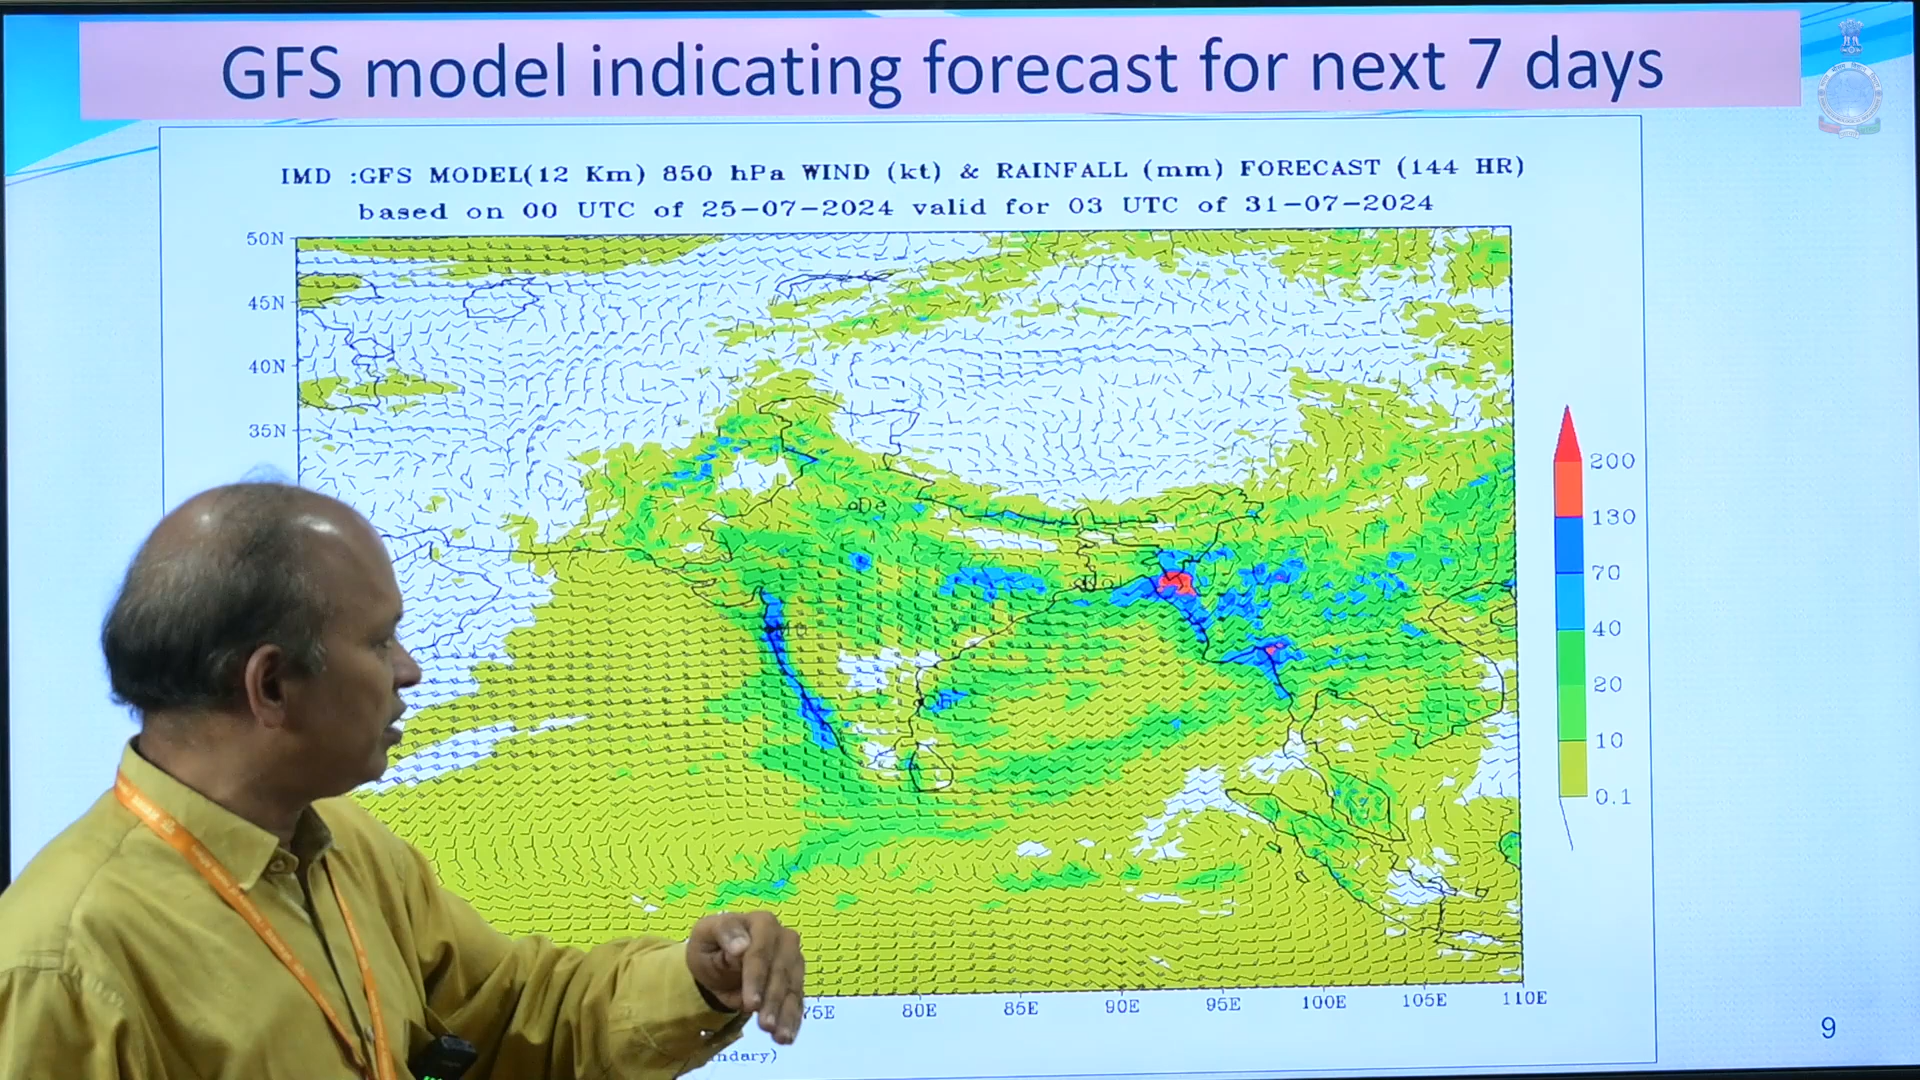 GFS model indicating forecast for next 7 days
IMD :GFS MODEL(12 Km) 850 hPa WIND (kt) & RAINFALL (mm) FORECAST (144 HR)
based on 00 UTC of 25-07-2024 valid for 03 UTC of 31-07-2024
50N
45N
40N
35N
De
200
130
70
40
20
10
0.1
75E 80E 85E 90E 95E 100E 105E 110E
ndary)
9